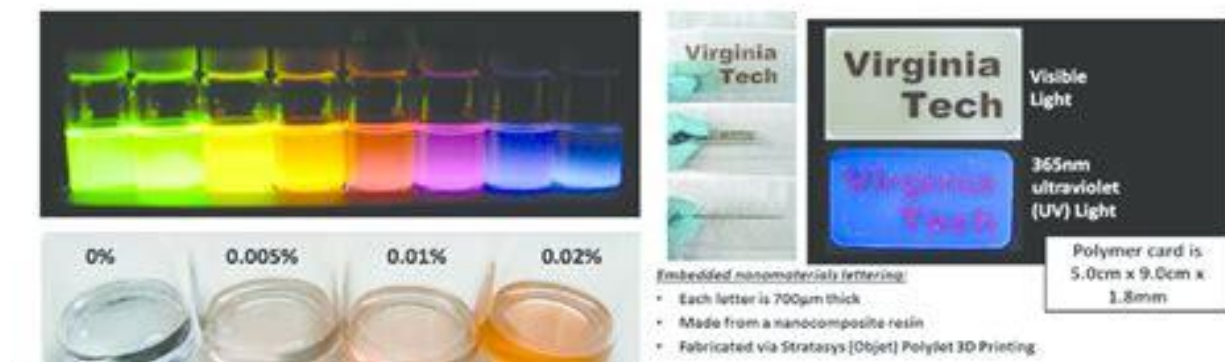 0%
0.005%
0.01%
0.02%
Virginia
Tech
Virginia
Tech
Visible
Light
Virginia
Tech
365nm
ultraviolet
(UV) Light
Polymer card is
5.0cm x 9.0cm x
1.8mm
Embedded nanomaterials lettering:
• Each letter is 700µm thick
• Made from a nanocomposite resin
• Fabricated via Stratasys (Objet) PolyJet 3D Printing